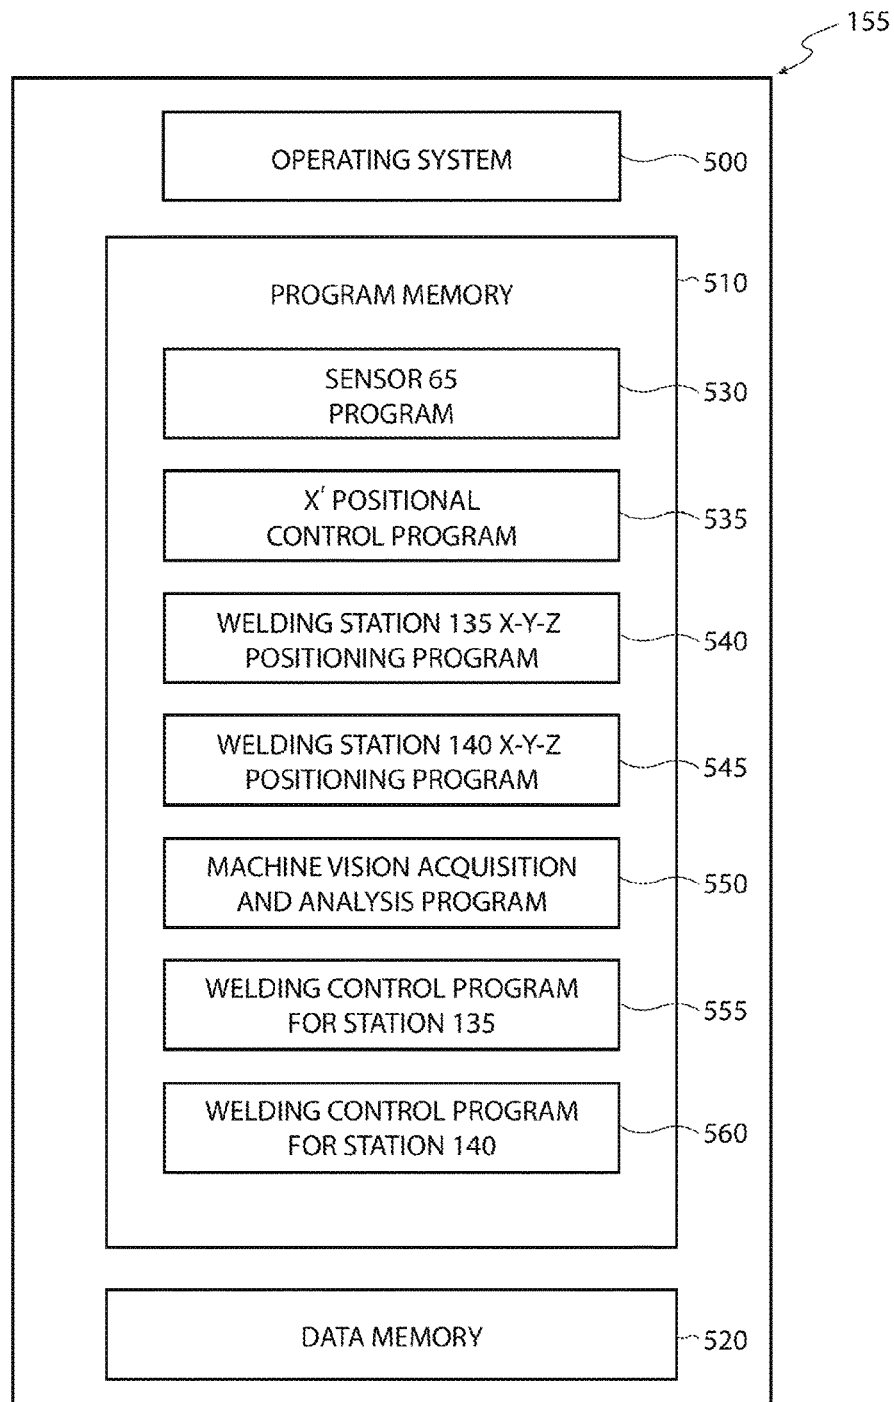 155
OPERATING SYSTEM
500
PROGRAM MEMORY
510
SENSOR 65
PROGRAM
530
X' POSITIONAL
CONTROL PROGRAM
535
WELDING STATION 135 X-Y-Z
POSITIONING PROGRAM
540
WELDING STATION 140 X-Y-Z
POSITIONING PROGRAM
545
MACHINE VISION ACQUISITION
AND ANALYSIS PROGRAM
550
WELDING CONTROL PROGRAM
FOR STATION 135
555
WELDING CONTROL PROGRAM
FOR STATION 140
560
DATA MEMORY
520